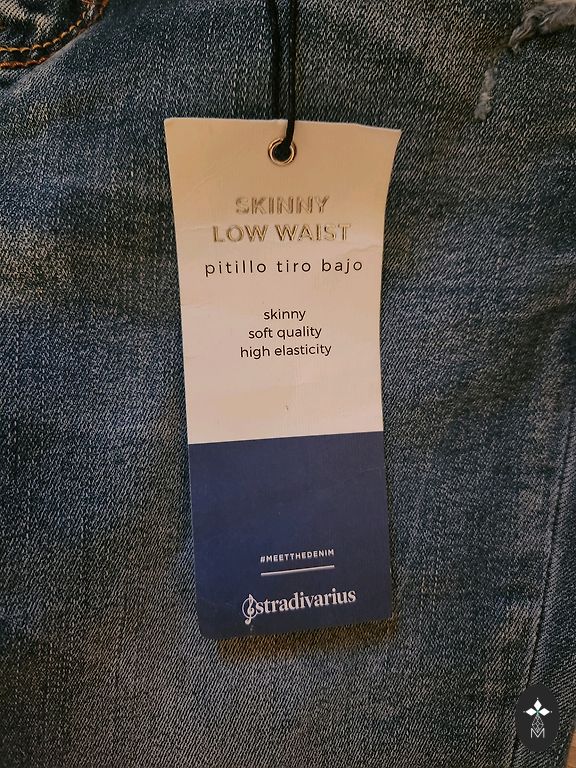 SKINNY
LOW WAIST
pitillo tiro bajo
skinny
soft quality
high elasticity
#MEETTHEDENIM
stradivarius
M